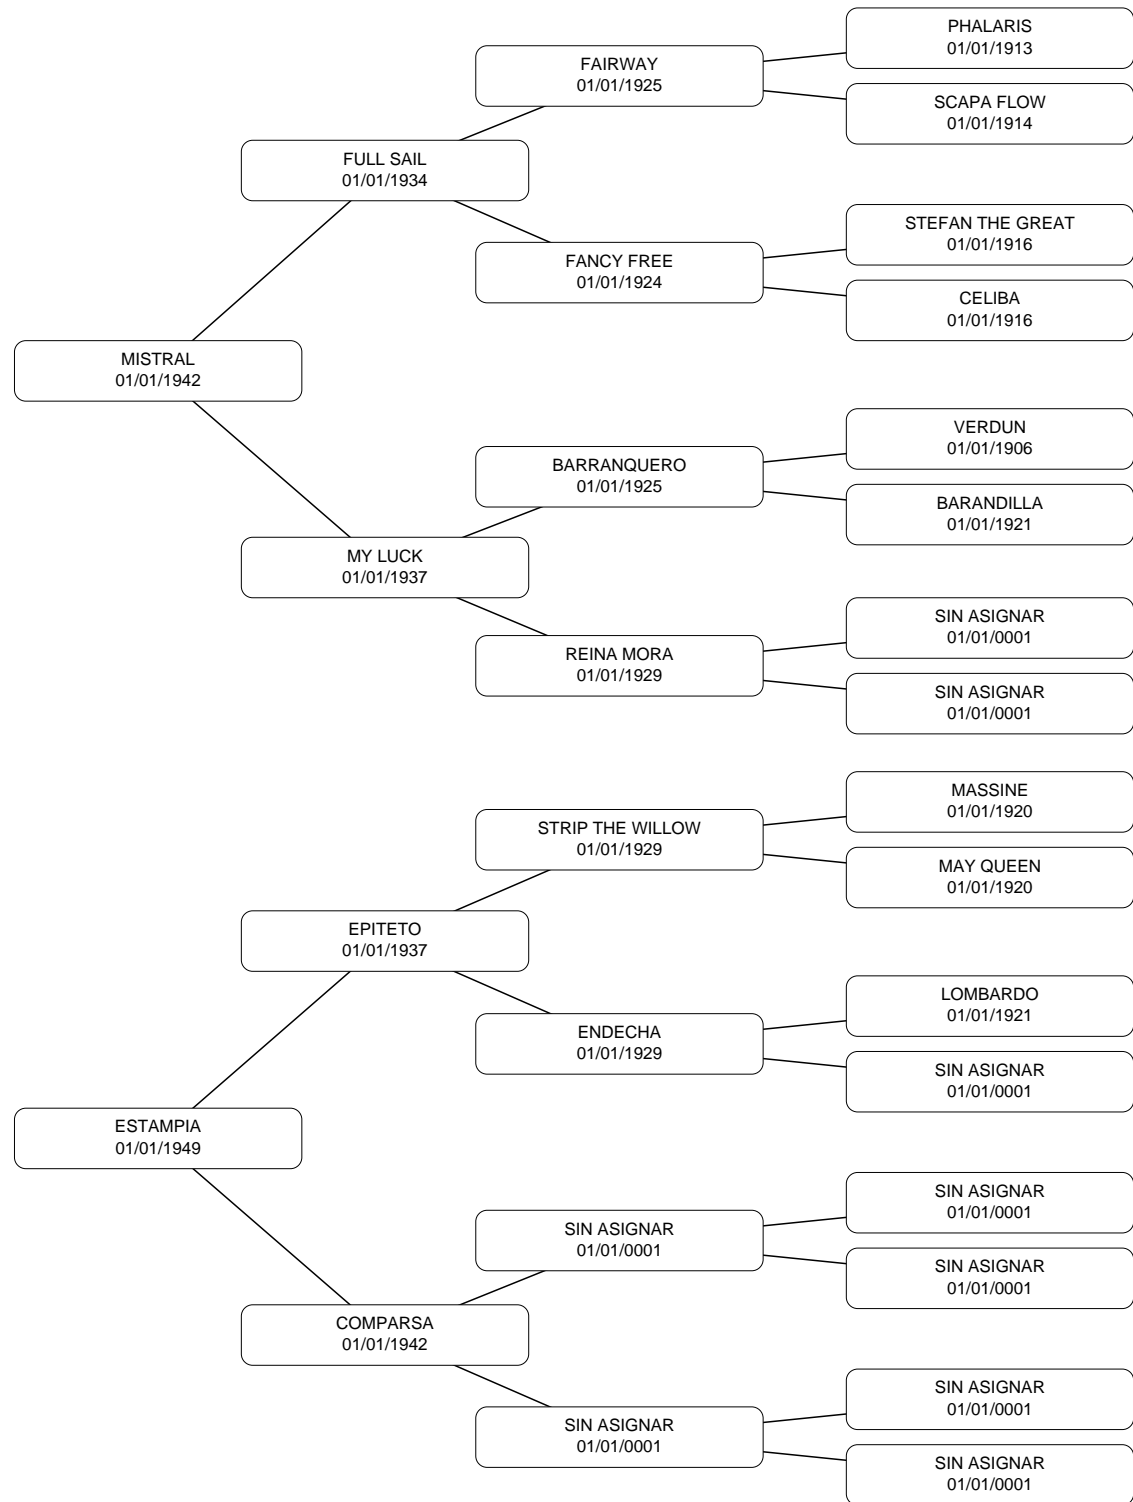 PHALARIS
01/01/1913
FAIRWAY
01/01/1925
SCAPA FLOW
01/01/1914
FULL SAIL
01/01/1934
STEFAN THE GREAT
01/01/1916
FANCY FREE
01/01/1924
CELIBA
01/01/1916
MISTRAL
01/01/1942
VERDUN
01/01/1906
BARRANQUERO
01/01/1925
BARANDILLA
01/01/1921
MY LUCK
01/01/1937
SIN ASIGNAR
01/01/0001
REINA MORA
01/01/1929
SIN ASIGNAR
01/01/0001
MASSINE
01/01/1920
STRIP THE WILLOW
01/01/1929
MAY QUEEN
01/01/1920
EPITETO
01/01/1937
LOMBARDO
01/01/1921
ENDECHA
01/01/1929
SIN ASIGNAR
01/01/0001
ESTAMPIA
01/01/1949
SIN ASIGNAR
01/01/0001
SIN ASIGNAR
01/01/0001
SIN ASIGNAR
01/01/0001
COMPARSA
01/01/1942
SIN ASIGNAR
01/01/0001
SIN ASIGNAR
01/01/0001
SIN ASIGNAR
01/01/0001